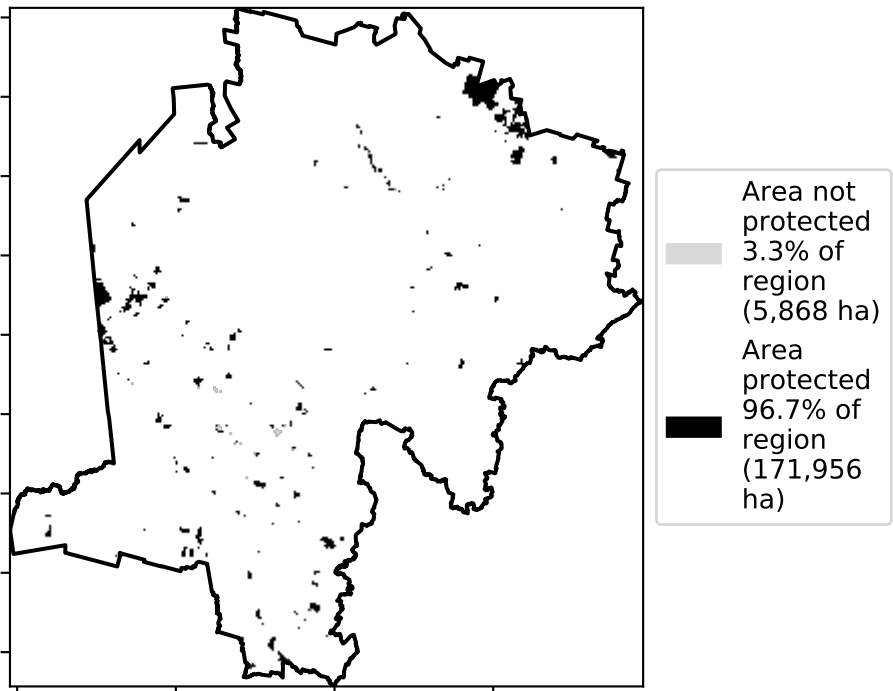 Area not
protected
3.3% of
region
(5,868 ha)
Area
protected
96.7% of
region
(171,956
ha)